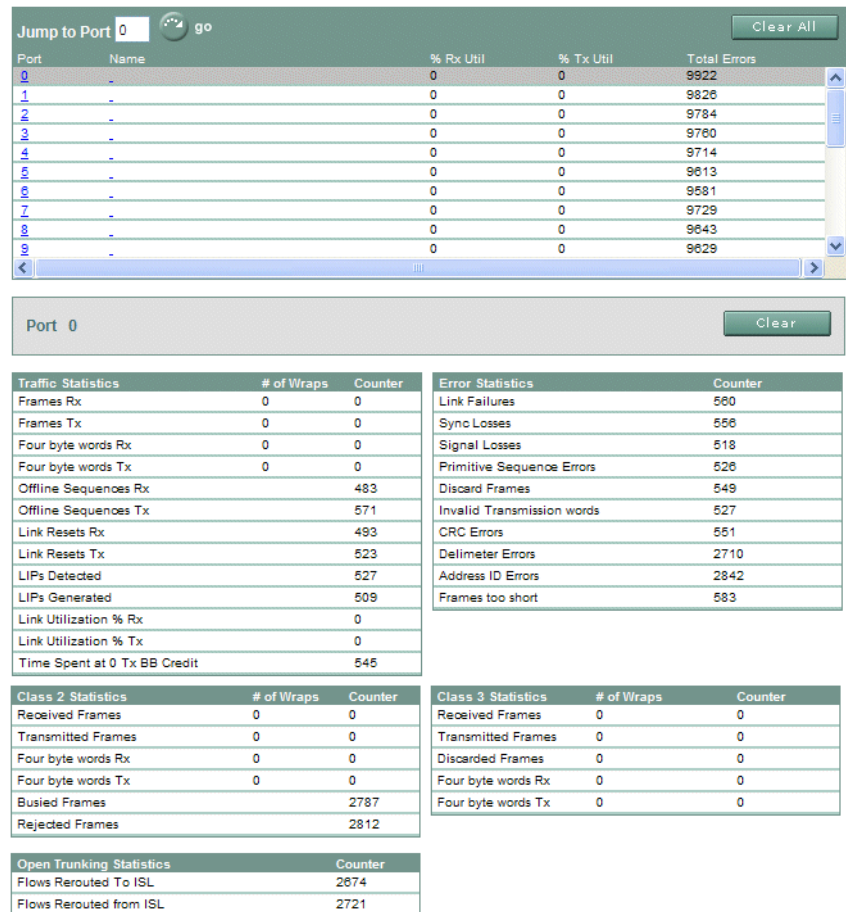 Jump to Port 0 go Clear All
Port Name % Rx Util % Tx Util Total Errors
0 - 0 0 9922
1 - 0 0 9826
2 - 0 0 9784
3 - 0 0 9760
4 - 0 0 9714
5 - 0 0 9613
6 - 0 0 9581
7 - 0 0 9729
8 - 0 0 9643
9 - 0 0 9629
Port 0 Clear
Traffic Statistics # of Wraps Counter
Frames Rx 0 0
Frames Tx 0 0
Four byte words Rx 0 0
Four byte words Tx 0 0
Offline Sequences Rx 483
Offline Sequences Tx 571
Link Resets Rx 493
Link Resets Tx 523
LIPs Detected 527
LIPs Generated 509
Link Utilization % Rx 0
Link Utilization % Tx 0
Time Spent at 0 Tx BB Credit 545
Error Statistics Counter
Link Failures 560
Sync Losses 556
Signal Losses 518
Primitive Sequence Errors 526
Discard Frames 549
Invalid Transmission words 527
CRC Errors 551
Delimeter Errors 2710
Address ID Errors 2842
Frames too short 583
Class 2 Statistics # of Wraps Counter
Received Frames 0 0
Transmitted Frames 0 0
Four byte words Rx 0 0
Four byte words Tx 0 0
Busied Frames 2787
Rejected Frames 2812
Class 3 Statistics # of Wraps Counter
Received Frames 0 0
Transmitted Frames 0 0
Discarded Frames 0 0
Four byte words Rx 0 0
Four byte words Tx 0 0
Open Trunking Statistics Counter
Flows Rerouted To ISL 2674
Flows Rerouted from ISL 2721